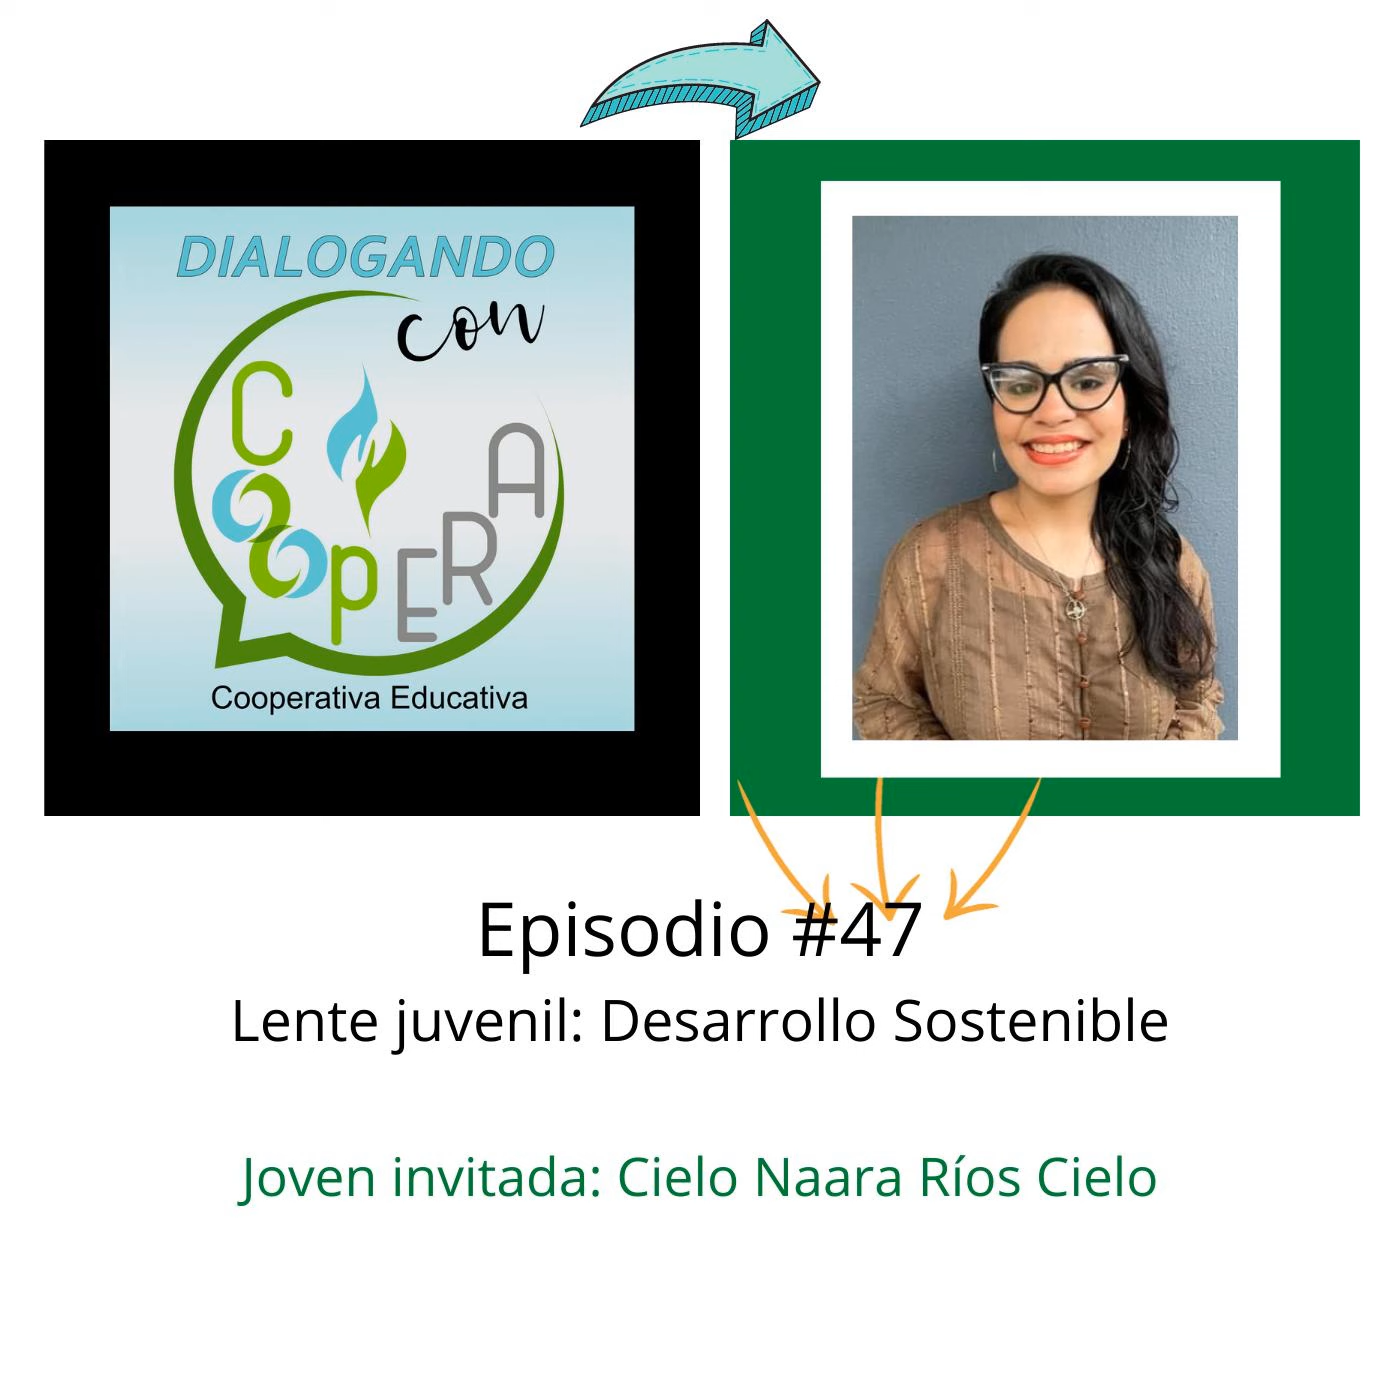 DIALOGANDO
con
COOPERA
Cooperativa Educativa
Episodio #47
Lente juvenil: Desarrollo Sostenible
Joven invitada: Cielo Naara Ríos Cielo